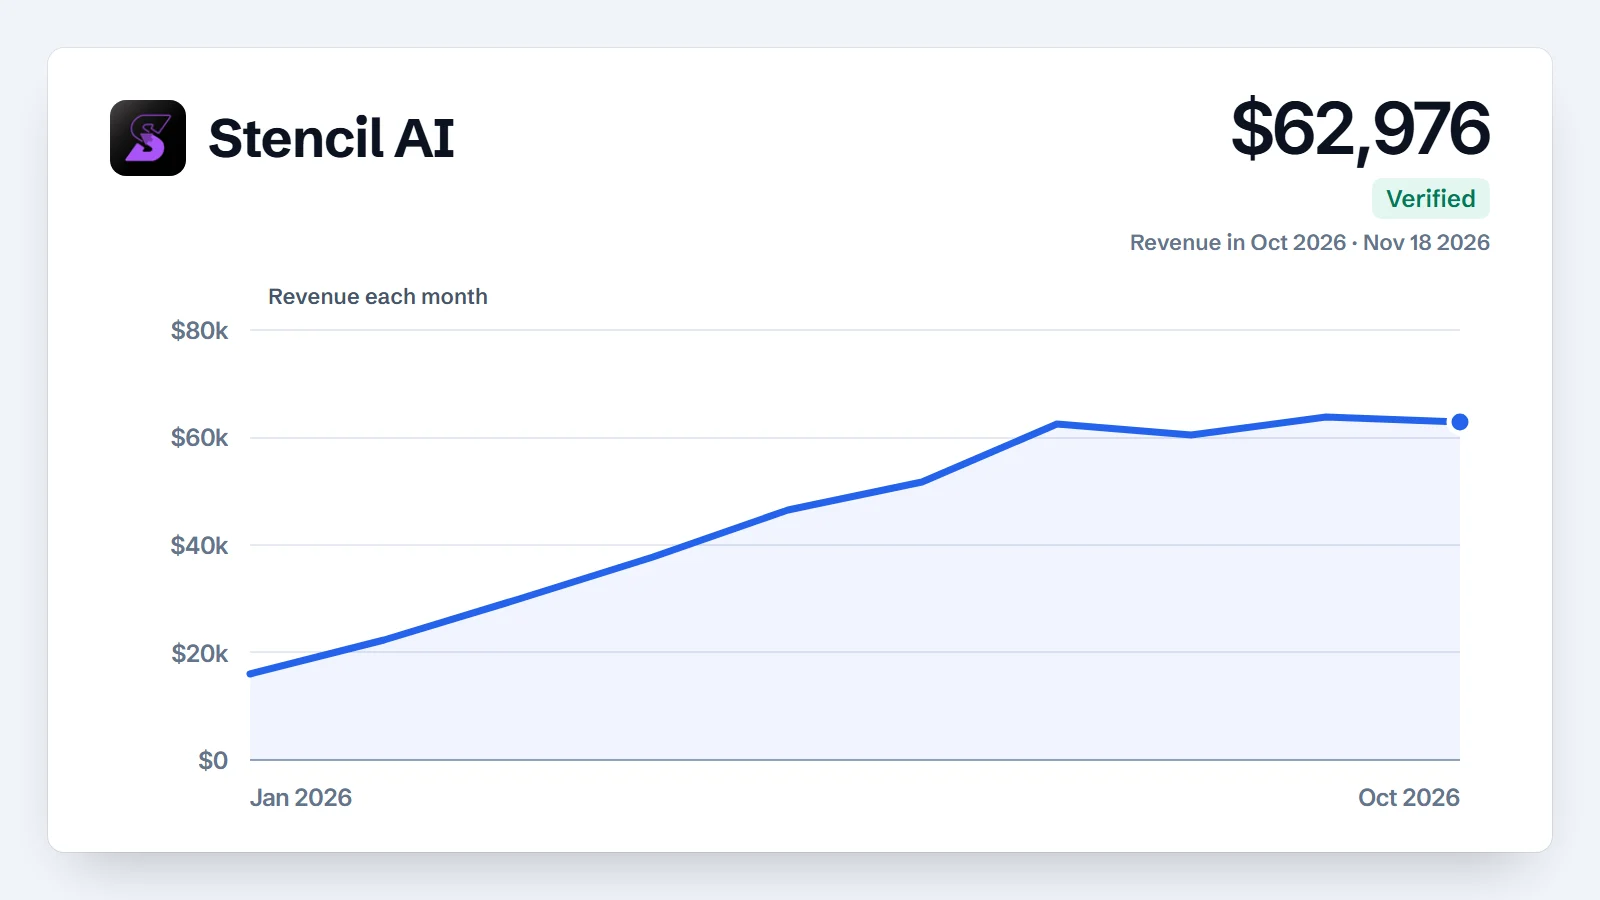 Stencil AI
$62,976
Verified
Revenue in Oct 2026 · Nov 18 2026
Revenue each month
$80k
$60k
$40k
$20k
$0
Jan 2026
Oct 2026